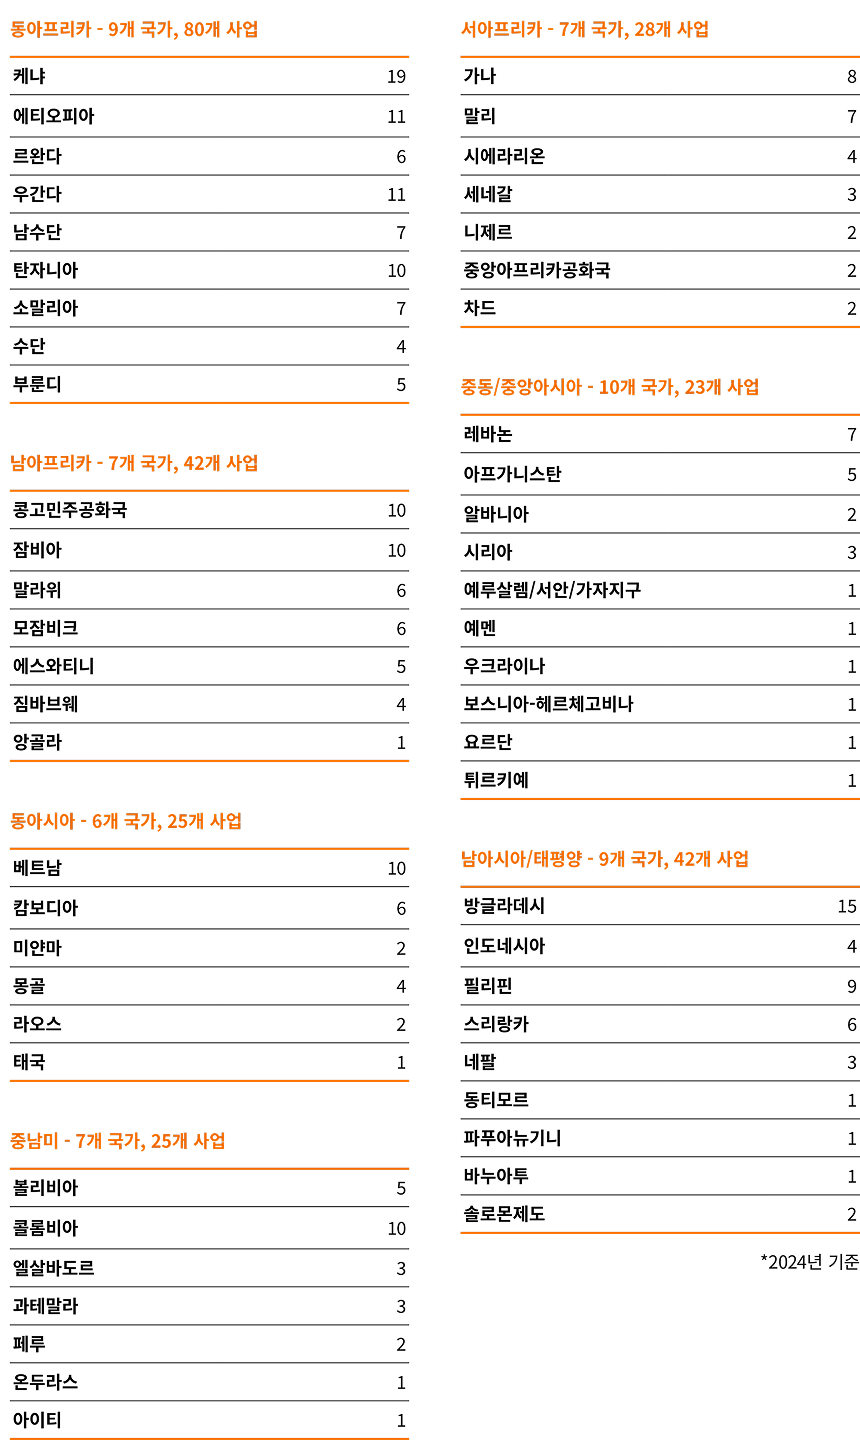 동아프리카 - 9개 국가, 80개 사업
케냐 19
에티오피아 11
르완다 6
우간다 11
남수단 7
탄자니아 10
소말리아 7
수단 4
부룬디 5
남아프리카 - 7개 국가, 42개 사업
콩고민주공화국 10
잠비아 10
말라위 6
모잠비크 6
에스와티니 5
짐바브웨 4
앙골라 1
동아시아 - 6개 국가, 25개 사업
베트남 10
캄보디아 6
미얀마 2
몽골 4
라오스 2
태국 1
중남미 - 7개 국가, 25개 사업
볼리비아 5
콜롬비아 10
엘살바도르 3
과테말라 3
페루 2
온두라스 1
아이티 1
서아프리카 - 7개 국가, 28개 사업
가나 8
말리 7
시에라리온 4
세네갈 3
니제르 2
중앙아프리카공화국 2
차드 2
중동/중앙아시아 - 10개 국가, 23개 사업
레바논 7
아프가니스탄 5
알바니아 2
시리아 3
예루살렘/서안/가자지구 1
예멘 1
우크라이나 1
보스니아-헤르체고비나 1
요르단 1
튀르키예 1
남아시아/태평양 - 9개 국가, 42개 사업
방글라데시 15
인도네시아 4
필리핀 9
스리랑카 6
네팔 3
동티모르 1
파푸아뉴기니 1
바누아투 1
솔로몬제도 2
*2024년 기준